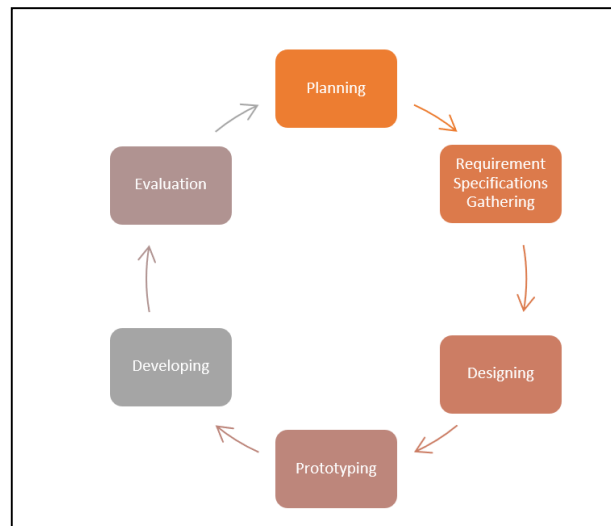 Planning
Requirement
Specifications
Gathering
Designing
Prototyping
Developing
Evaluation